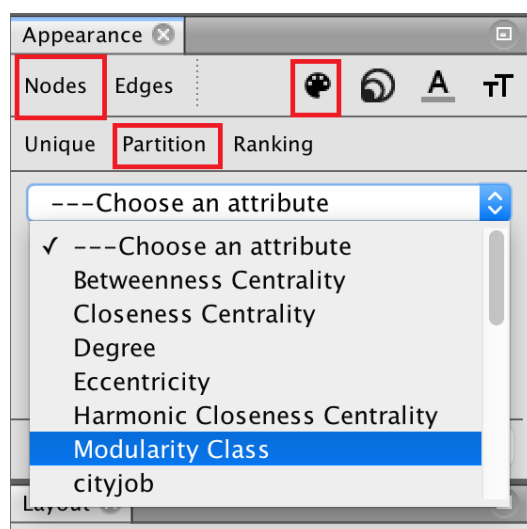 Appearance
Nodes Edges A TT
Unique Partition Ranking
---Choose an attribute
✓ ---Choose an attribute
Betweenness Centrality
Closeness Centrality
Degree
Eccentricity
Harmonic Closeness Centrality
Modularity Class
cityjob
Layout